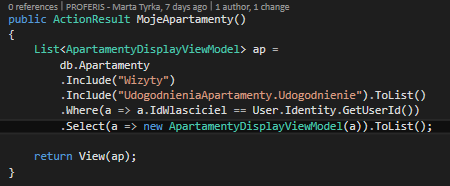 0 references | PROFERIS - Marta Tyrka, 7 days ago | 1 author, 1 change
public ActionResult MojeApartamenty()
{
List<ApartamentyDisplayViewModel> ap =
db.Apartamenty
.Include("Wizyty")
.Include("UdogodnieniaApartamenty.Udogodnienie").ToList()
.Where(a => a.IdWlasciciel == User.Identity.GetUserId())
.Select(a => new ApartamentyDisplayViewModel(a)).ToList();
return View(ap);
}